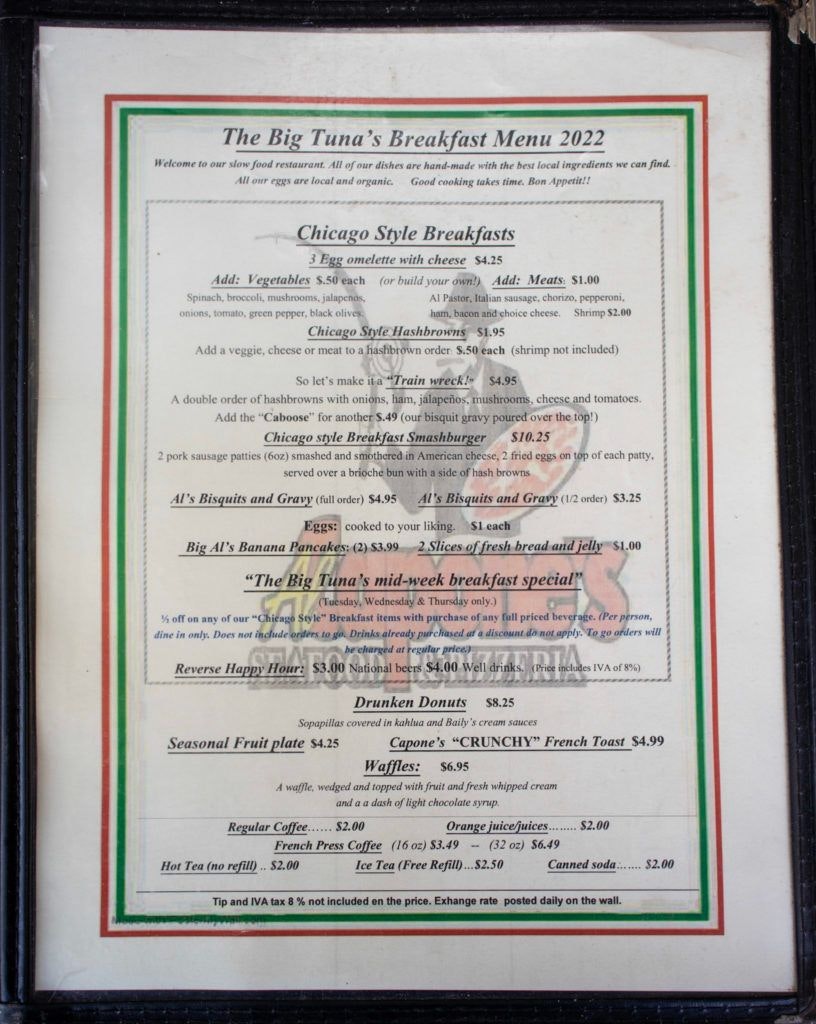 The Big Tuna's Breakfast Menu 2022
Welcome to our slow food restaurant. All of our dishes are hand-made with the best local ingredients we can find.
All our eggs are local and organic. Good cooking takes time. Bon Appetit!!
Chicago Style Breakfasts
3 Egg omelette with cheese $4.25
Add: Vegetables $.50 each (or build your own!) Add: Meats: $1.00
Spinach, broccoli, mushrooms, jalapenos, Al Pastor, Italian sausage, chorizo, pepperoni,
onions, tomato, green pepper, black olives. ham, bacon and choice cheese. Shrimp $2.00
Chicago Style Hashbrowns $1.95
Add a veggie, cheese or meat to a hashbrown order $.50 each (shrimp not included)
So let's make it a "Train wreck!" $4.95
A double order of hashbrowns with onions, ham, jalapeños, mushrooms, cheese and tomatoes.
Add the "Caboose" for another $.49 (our bisquit gravy poured over the top!)
Chicago style Breakfast Smashburger $10.25
2 pork sausage patties (6oz) smashed and smothered in American cheese, 2 fried eggs on top of each patty,
served over a brioche bun with a side of hash browns
Al's Bisquits and Gravy (full order) $4.95 Al's Bisquits and Gravy (1/2 order) $3.25
Eggs: cooked to your liking. $1 each
Big Al's Banana Pancakes: (2) $3.99 2 Slices of fresh bread and jelly $1.00
"The Big Tuna's mid-week breakfast special"
(Tuesday, Wednesday & Thursday only.)
½ off on any of our "Chicago Style" Breakfast items with purchase of any full priced beverage. (Per person,
dine in only. Does not include orders to go. Drinks already purchased at a discount do not apply. To go orders will
be charged at regular price.)
Reverse Happy Hour: $3.00 National beers $4.00 Well drinks. (Price includes IVA of 8%)
Al Capone's
SEAFOOD & PIZZERIA
Drunken Donuts $8.25
Sopapillas covered in kahlua and Baily's cream sauces
Seasonal Fruit plate $4.25 Capone's "CRUNCHY" French Toast $4.99
Waffles: $6.95
A waffle, wedged and topped with fruit and fresh whipped cream
and a a dash of light chocolate syrup.
Regular Coffee...... $2.00 Orange juice/juices........ $2.00
French Press Coffee (16 oz) $3.49 -- (32 oz) $6.49
Hot Tea (no refill) .. $2.00 Ice Tea (Free Refill)...$2.50 Canned soda....... $2.00
Tip and IVA tax 8 % not included en the price. Exhange rate posted daily on the wall.